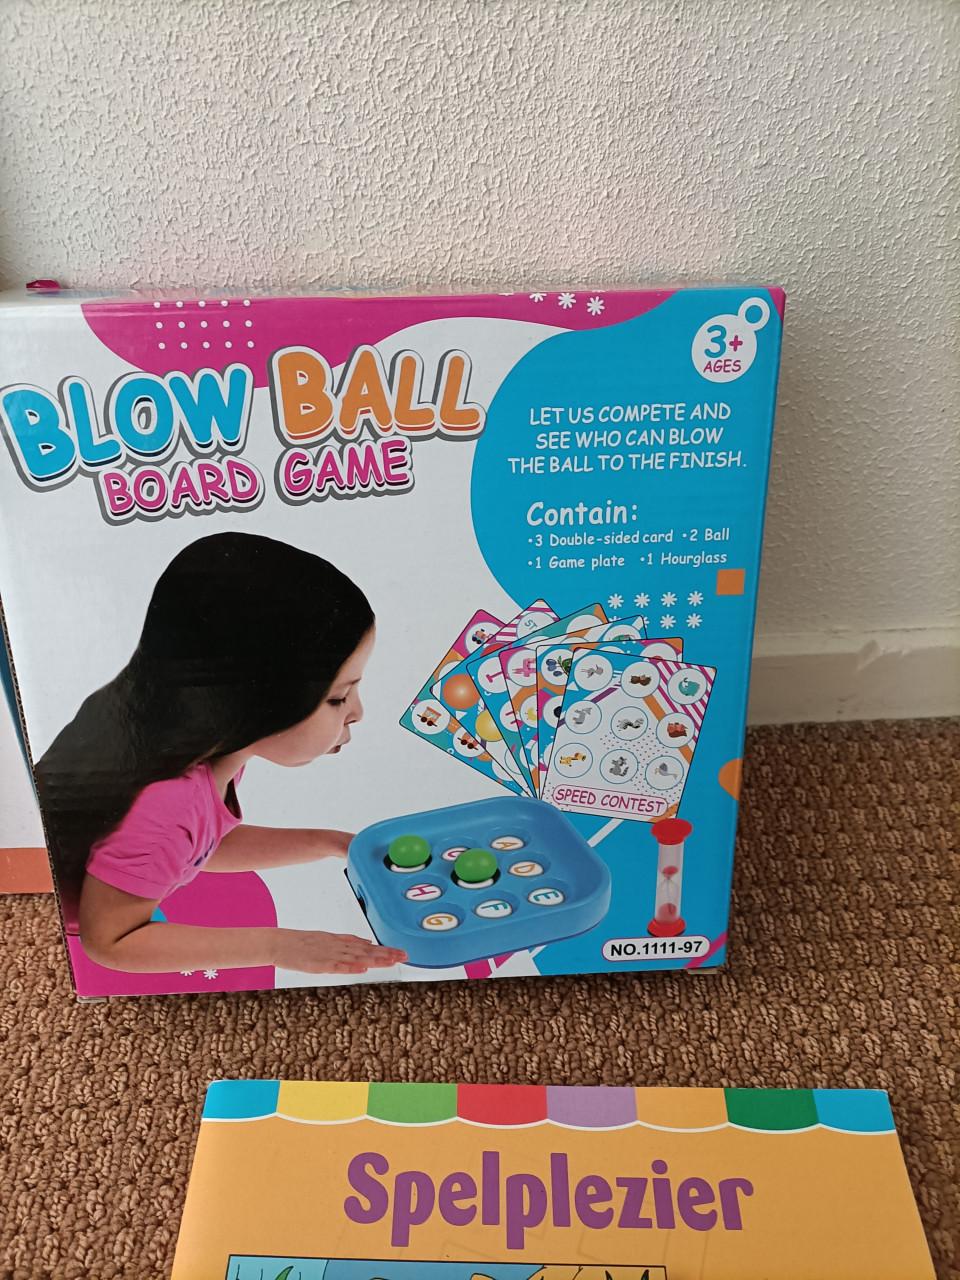 3+
AGES
BLOW BALL
BOARD GAME
LET US COMPETE AND
SEE WHO CAN BLOW
THE BALL TO THE FINISH.
Contain:
•3 Double-sided card •2 Ball
•1 Game plate •1 Hourglass
ST
SPEED CONTEST
A
D
H
E
F
G
NO.1111-97
Spelplezier